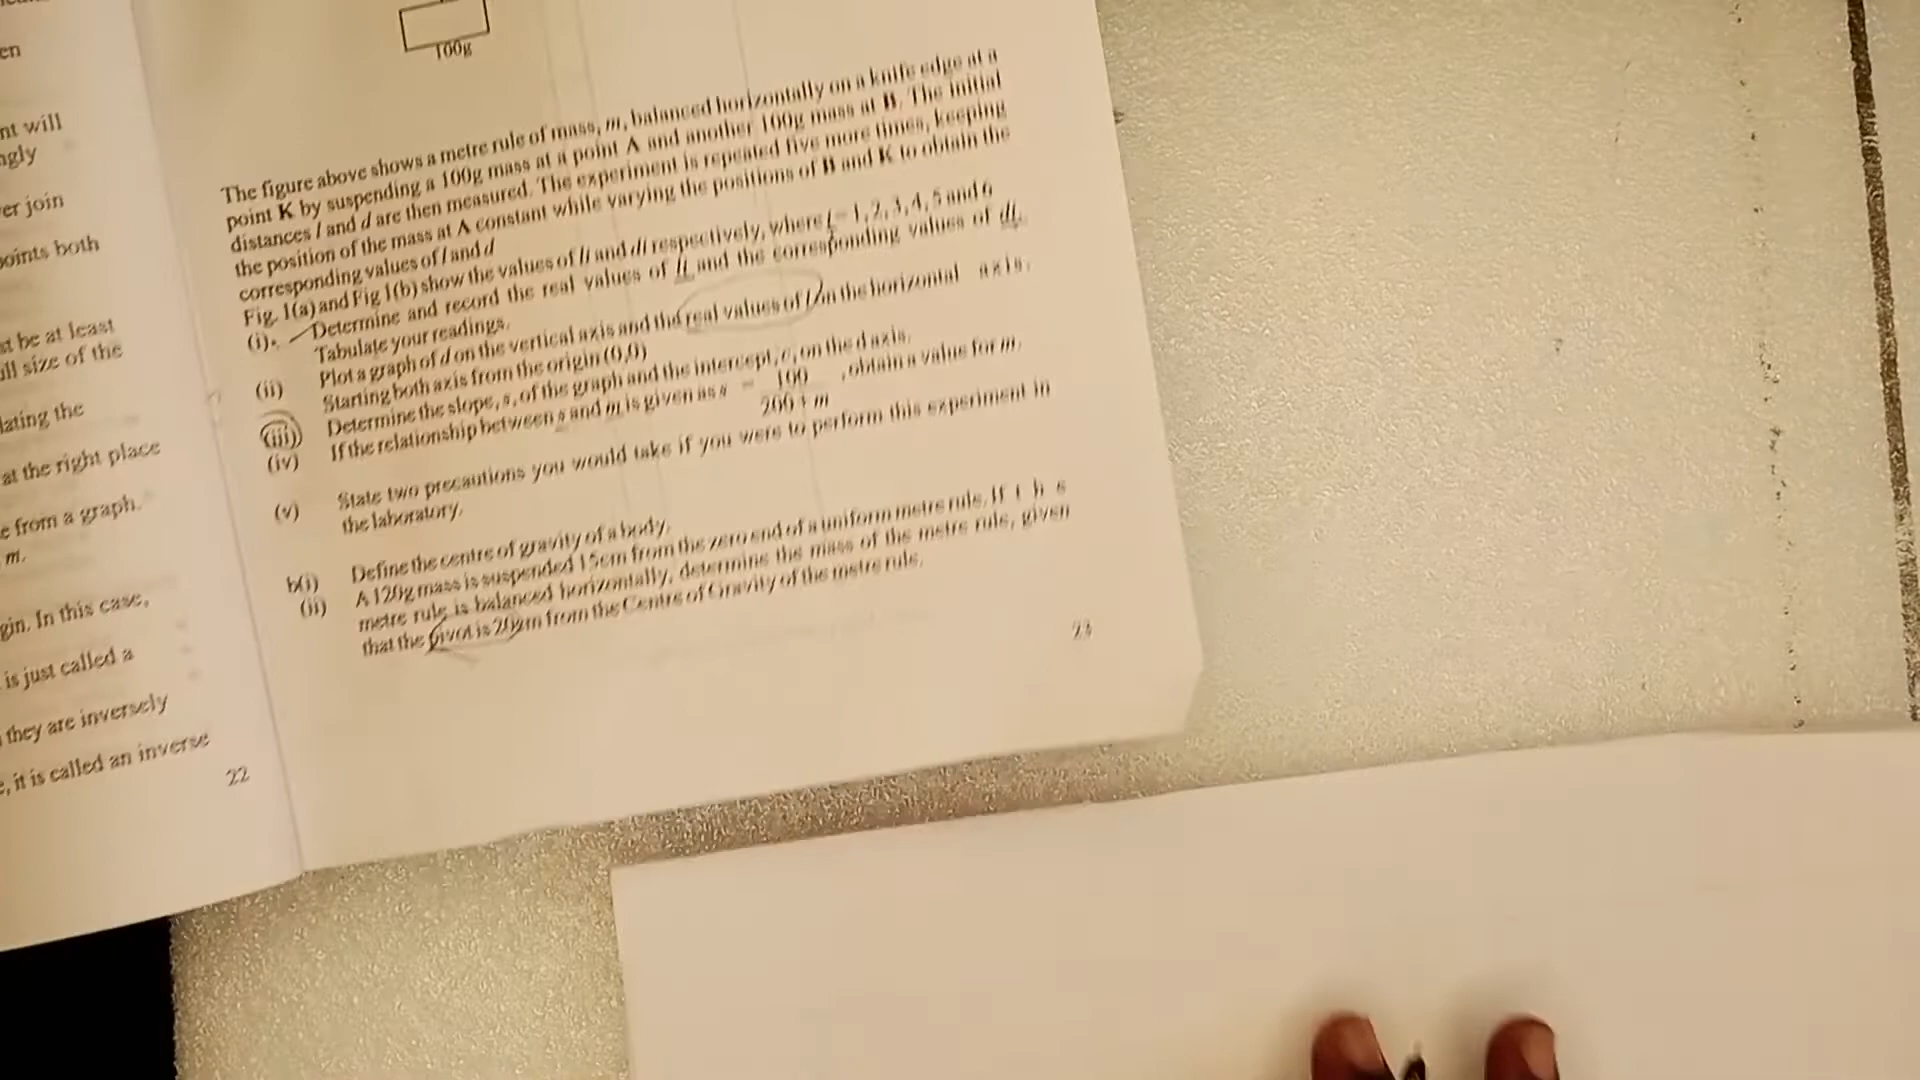 en
nt will
ngly
er join
points both
st be at least
ull size of the
lating the
at the right place
e from a graph.
m.
gin. In this case,
is just called a
they are inversely
e, it is called an inverse
22
100g
The figure above shows a metre rule of mass, m, balanced horizontally on a knife edge at a
point K by suspending a 100g mass at a point A and another 100g mass at B. The initial
distances l and d are then measured. The experiment is repeated five more times, keeping
the position of the mass at A constant while varying the positions of B and K to obtain the
corresponding values of l and d
Fig. 1(a) and Fig 1(b) show the values of li and di respectively, where i = 1, 2, 3, 4, 5 and 6
(i). Determine and record the real values of li and the corresponding values of di.
Tabulate your readings.
(ii) Plot a graph of d on the vertical axis and the real values of l on the horizontal axis.
Starting both axis from the origin (0,0)
(iii) Determine the slope, s, of the graph and the intercept, c, on the d axis.
(iv) If the relationship between s and m is given as s = 100 / 200 + m , obtain a value for m.
(v) State two precautions you would take if you were to perform this experiment in
the laboratory.
b(i) Define the centre of gravity of a body.
(ii) A 120g mass is suspended 15cm from the zero end of a uniform metre rule. If t h e
metre rule is balanced horizontally, determine the mass of the metre rule, given
that the pivot is 20cm from the Centre of Gravity of the metre rule.
23